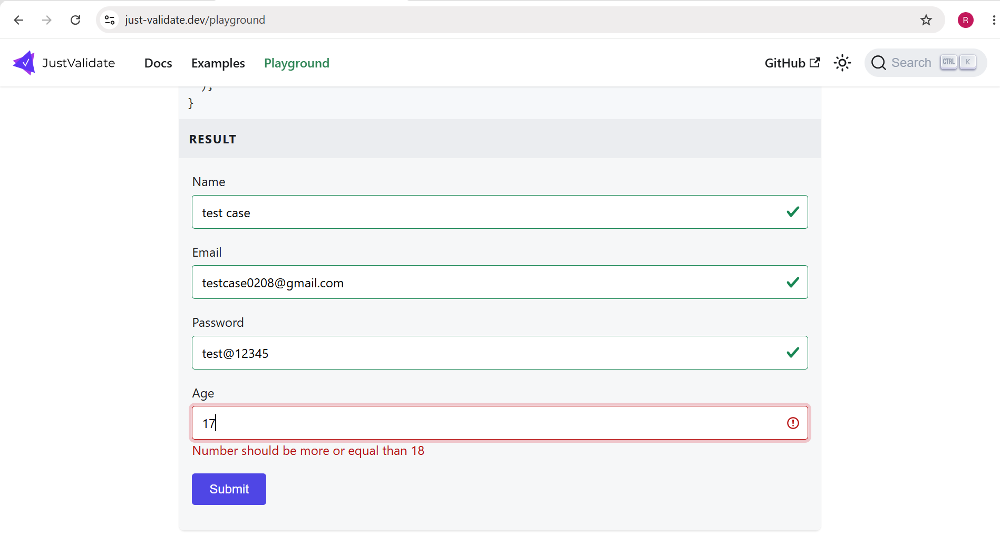 just-validate.dev/playground
R
JustValidate
Docs
Examples
Playground
GitHub
Search
CTRL
K
}
RESULT
Name
test case
Email
testcase0208@gmail.com
Password
test@12345
Age
17
Number should be more or equal than 18
Submit